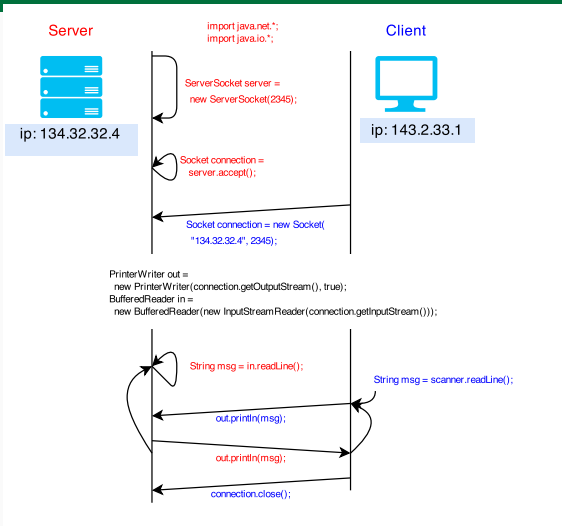 Server
import java.net.*;
import java.io.*;
Client
ServerSocket server =
new ServerSocket(2345);
ip: 134.32.32.4
ip: 143.2.33.1
Socket connection =
server.accept();
Socket connection = new Socket(
"134.32.32.4", 2345);
PrinterWriter out =
new PrinterWriter(connection.getOutputStream(), true);
BufferedReader in =
new BufferedReader(new InputStreamReader(connection.getInputStream()));
String msg = in.readLine();
String msg = scanner.readLine();
out.println(msg);
out.println(msg);
connection.close();